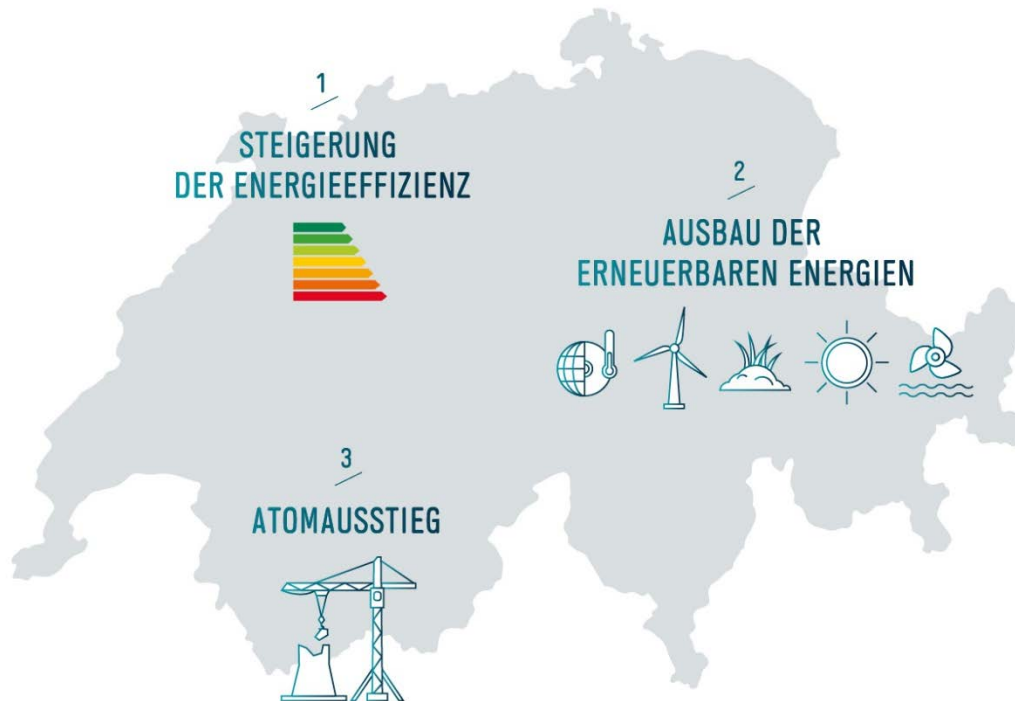 1
STEIGERUNG
DER ENERGIEEFFIZIENZ
2
AUSBAU DER
ERNEUERBAREN ENERGIEN
3
ATOMAUSSTIEG